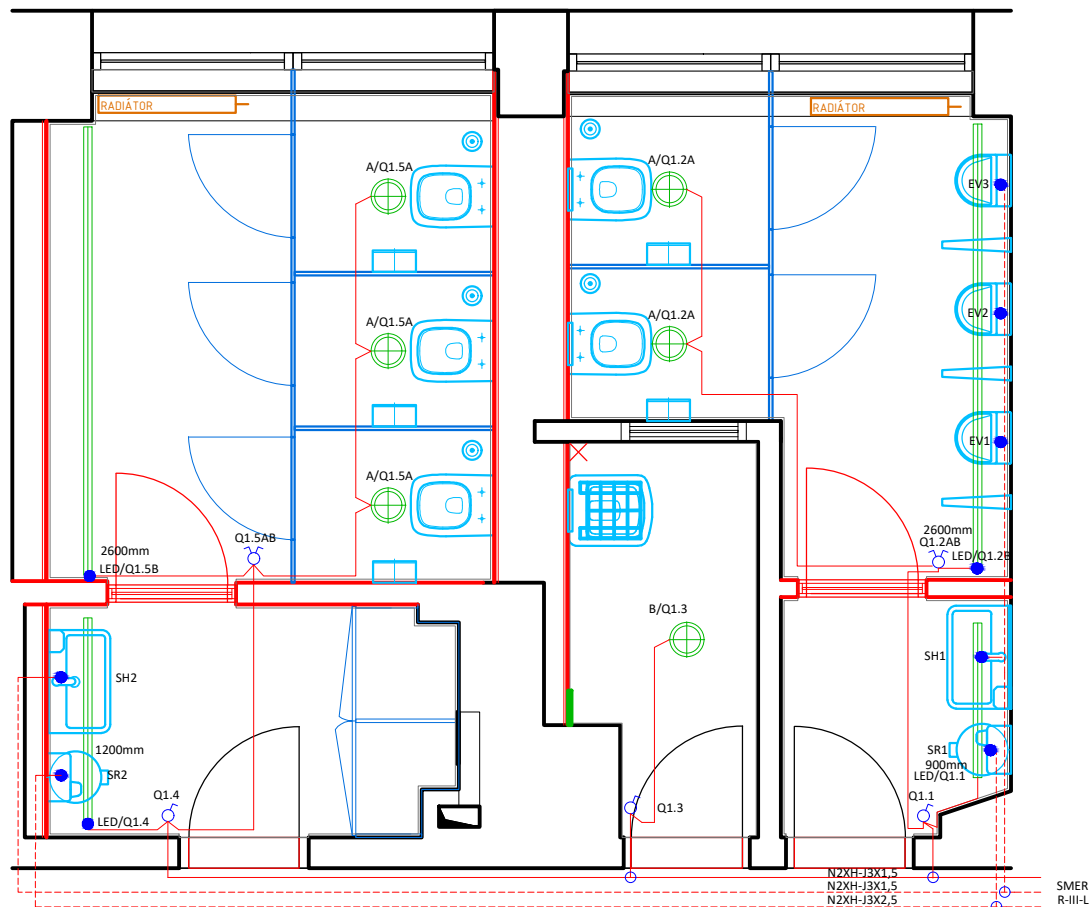 RADIÁTOR
RADIÁTOR
A/Q1.5A
A/Q1.2A
EV3
EV2
A/Q1.5A
A/Q1.2A
EV1
A/Q1.5A
Q1.5AB
2600mm
LED/Q1.5B
2600mm
Q1.2AB
LED/Q1.2B
B/Q1.3
SH2
SH1
1200mm
SR2
SR1
900mm
LED/Q1.1
Q1.4
LED/Q1.4
Q1.3
Q1.1
N2XH-J3X1,5
N2XH-J3X1,5
N2XH-J3X2,5
SMER
R-III-L